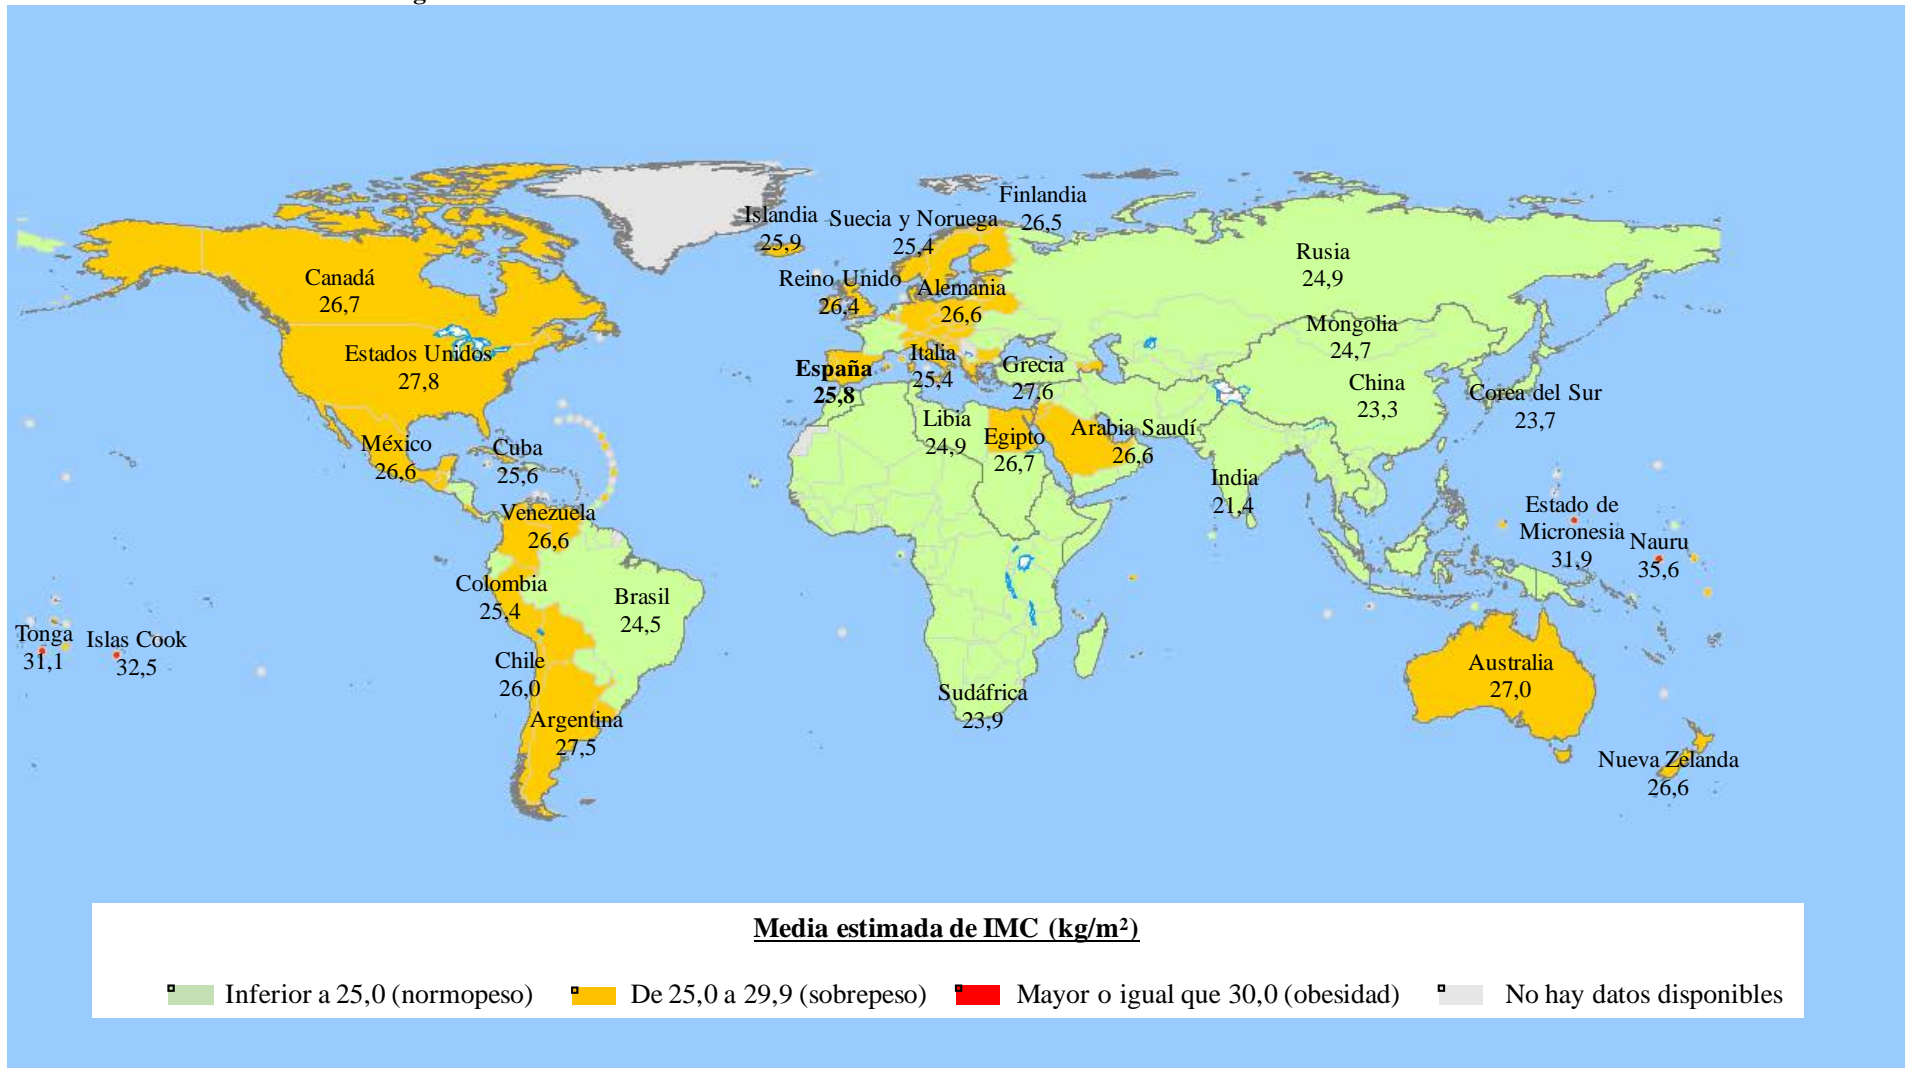 Finlandia
26,5
Islandia
25,9
Suecia y Noruega
25,4
Rusia
24,9
Canadá
26,7
Reino Unido
26,4
Alemania
26,6
Mongolia
24,7
Estados Unidos
27,8
España
25,8
Italia
25,4
Grecia
27,6
China
23,3
Corea del Sur
23,7
México
26,6
Cuba
25,6
Libia
24,9
Egipto
26,7
Arabia Saudí
26,6
India
21,4
Venezuela
26,6
Estado de
Micronesia
31,9
Nauru
35,6
Colombia
25,4
Brasil
24,5
Tonga
31,1
Islas Cook
32,5
Chile
26,0
Sudáfrica
23,9
Australia
27,0
Argentina
27,5
Nueva Zelanda
26,6
Media estimada de IMC (kg/m²)
Inferior a 25,0 (normopeso)
De 25,0 a 29,9 (sobrepeso)
Mayor o igual que 30,0 (obesidad)
No hay datos disponibles